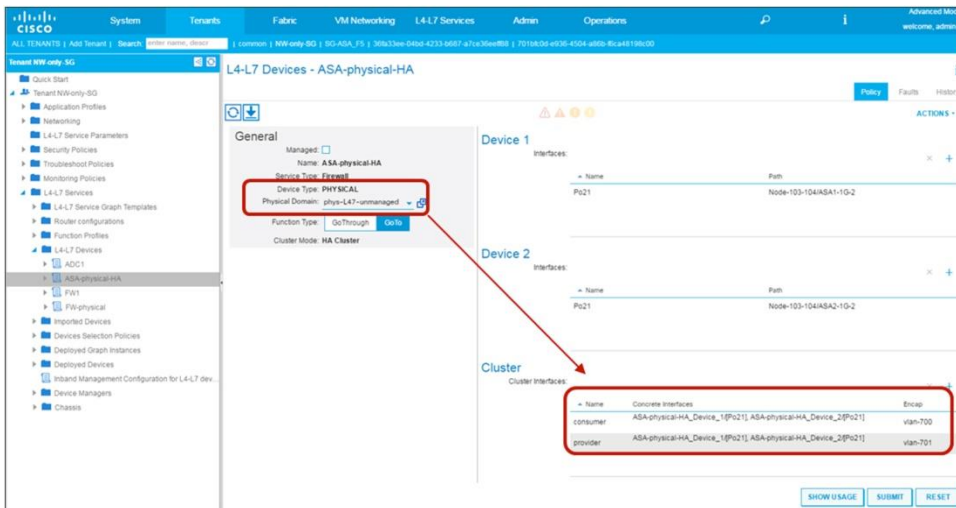 CISCO
System
Tenants
Fabric
VM Networking
L4-L7 Services
Admin
Operations
i
Advanced Mod
welcome, admin
ALL TENANTS | Add Tenant | Search: enter name, descr | common | NW-only-SG | SG-ASA_F5 |
Tenant NW-only-SG
Quick Start
Tenant NW-only-SG
Application Profiles
Networking
L4-L7 Service Parameters
Security Policies
Troubleshoot Policies
Monitoring Policies
L4-L7 Services
L4-L7 Service Graph Templates
Router configurations
Function Profiles
L4-L7 Devices
ADC1
ASA-physical-HA
FW1
FW-physical
Imported Devices
Devices Selection Policies
Deployed Graph Instances
Deployed Devices
Inband Management Configuration for L4-L7 dev...
Device Managers
Chassis
L4-L7 Devices - ASA-physical-HA
Policy
Faults
Histor
ACTIONS
General
Managed:
Name: ASA-physical-HA
Service Type: Firewall
Device Type: PHYSICAL
Physical Domain: phys-L47-unmanaged
Function Type: GoThrough GoTo
Cluster Mode: HA Cluster
Device 1
Interfaces:
Name Path
Po21 Node-103-104/ASA1-1G-2
Device 2
Interfaces:
Name Path
Po21 Node-103-104/ASA2-1G-2
Cluster
Cluster Interfaces:
Name Concrete Interfaces Encap
consumer ASA-physical-HA_Device_1/[Po21], ASA-physical-HA_Device_2/[Po21] vlan-700
provider ASA-physical-HA_Device_1/[Po21], ASA-physical-HA_Device_2/[Po21] vlan-701
SHOW USAGE
SUBMIT
RESET